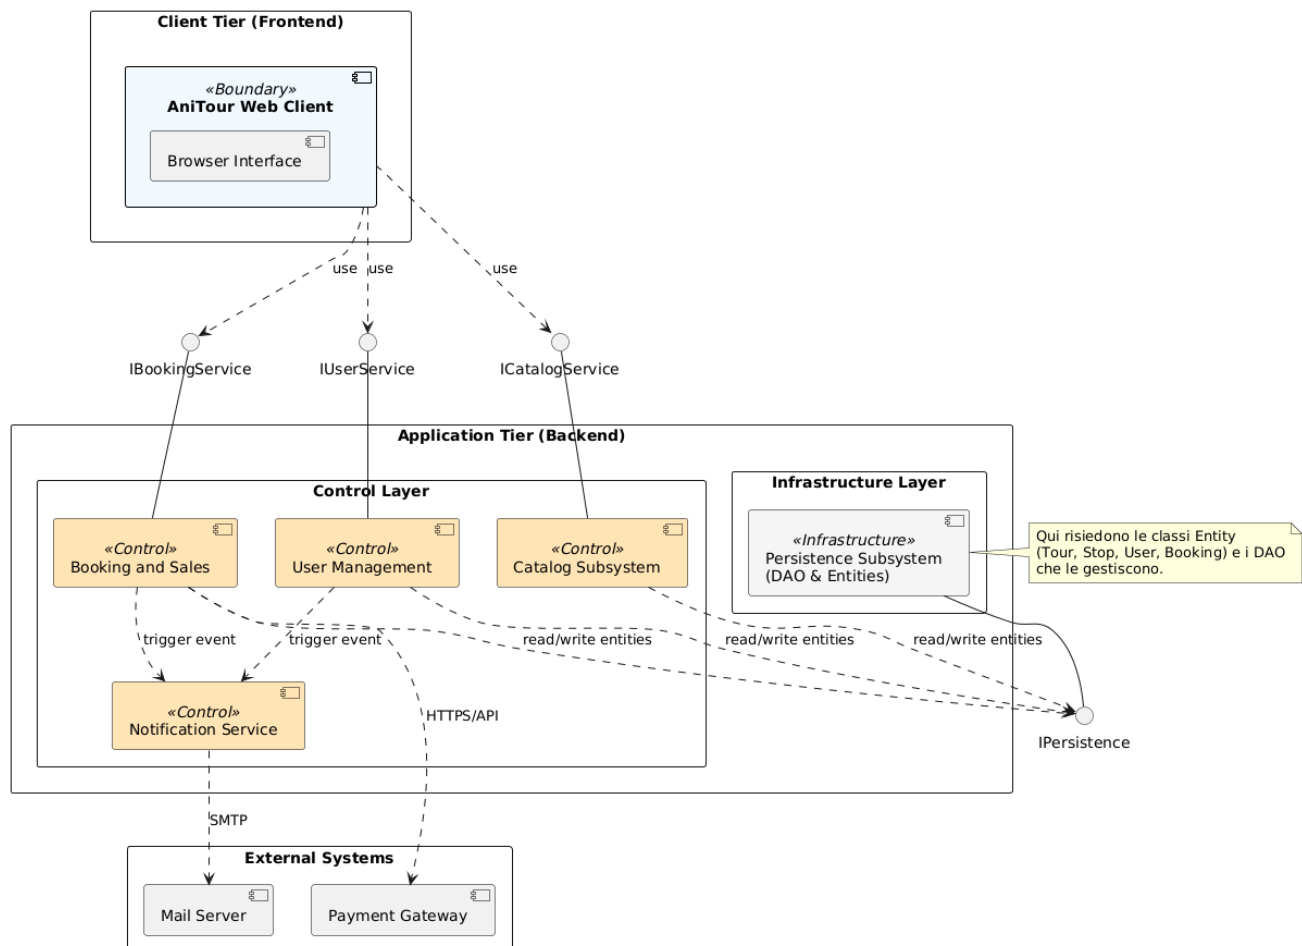 Client Tier (Frontend)
«Boundary»
AniTour Web Client
Browser Interface
use
use
use
IBookingService
IUserService
ICatalogService
Application Tier (Backend)
Control Layer
Infrastructure Layer
«Control»
Booking and Sales
«Control»
User Management
«Control»
Catalog Subsystem
«Infrastructure»
Persistence Subsystem
(DAO & Entities)
Qui risiedono le classi Entity
(Tour, Stop, User, Booking) e i DAO
che le gestiscono.
trigger event
trigger event
read/write entities
read/write entities
read/write entities
«Control»
Notification Service
HTTPS/API
IPersistence
SMTP
External Systems
Mail Server
Payment Gateway